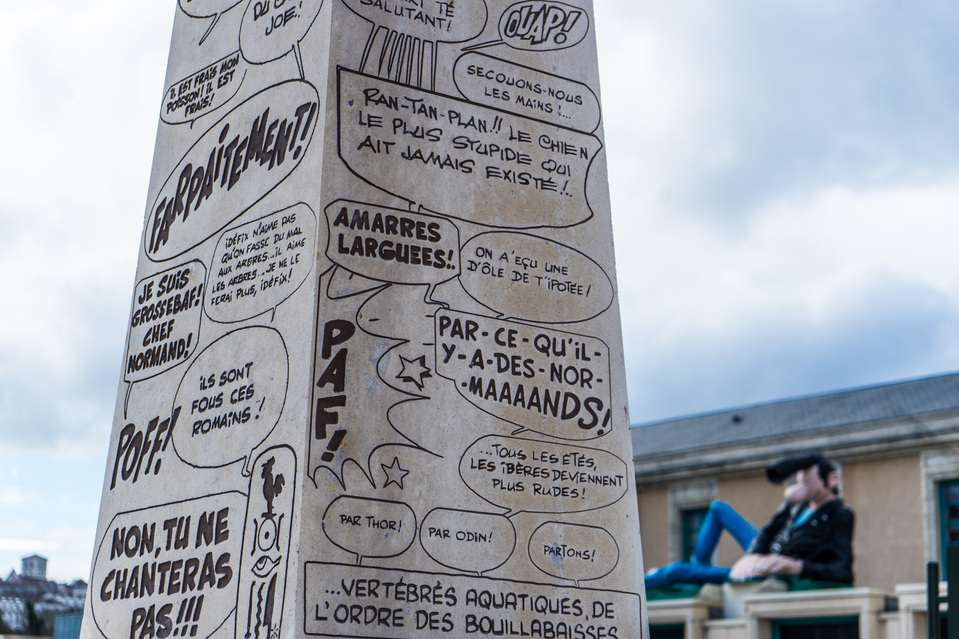 DU C
JOE!
IL EST FRAIS MON
POISSON! IL EST
FRAIS!
FARPAITEMENT!
IDÉFIX N'AIME PAS
QU'ON FASSE DU MAL
AUX ARBRES...IL AIME
LES ARBRES...JE NE LE
FERAI PLUS, IDÉFIX!
JE SUIS
GROSSEBAF!
CHEF
NORMAND!
ILS SONT
FOUS CES
ROMAINS!
POFF!
NON, TU NE
CHANTERAS
PAS!!!
TÉ
SALUTANT!
OUAP!
SECOUONS-NOUS
LES MAINS!...
RAN-TAN-PLAN!! LE CHIEN
LE PLUS STUPIDE QUI
AIT JAMAIS EXISTÉ!..
AMARRES
LARGUEES!
ON A'EÇU UNE
D'ÔLE DE T'IPOTÉE!
PAF!
PAR-CE-QU'IL-
Y-A-DES-NOR-
-MAAAANDS!
...TOUS LES ÉTÉS,
LES IBÈRES DEVIENNENT
PLUS RUDES!
PAR THOR!
PAR ODIN!
PARTONS!
...VERTÉBRÉS AQUATIQUES, DE
L'ORDRE DES BOUILLABAISSES